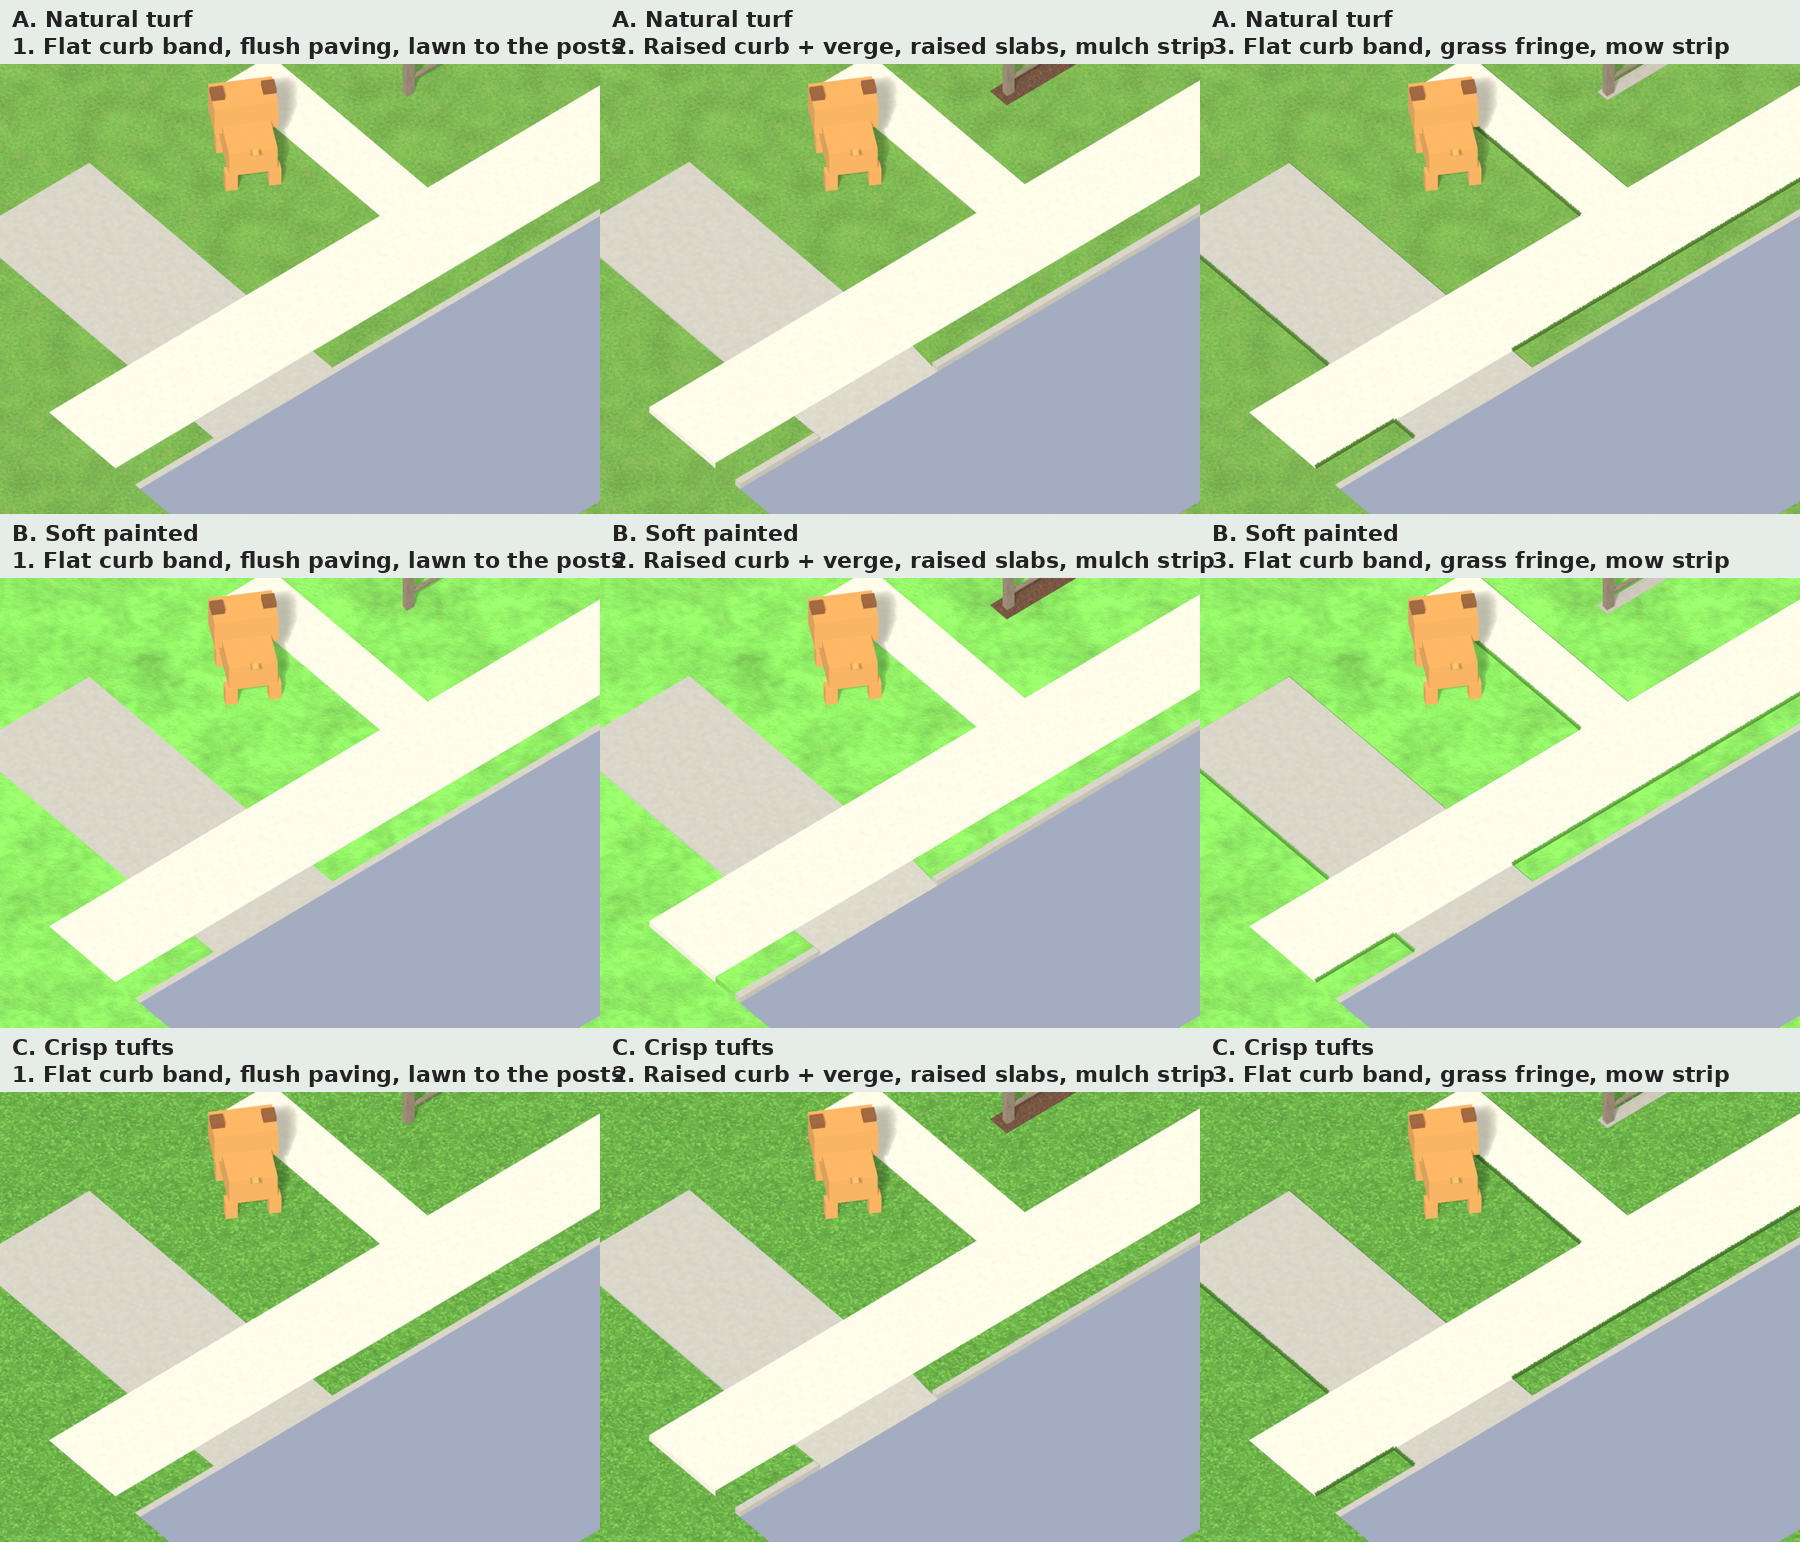 A. Natural turf
1. Flat curb band, flush paving, lawn to the posts
A. Natural turf
2. Raised curb + verge, raised slabs, mulch strip
A. Natural turf
3. Flat curb band, grass fringe, mow strip
B. Soft painted
1. Flat curb band, flush paving, lawn to the posts
B. Soft painted
2. Raised curb + verge, raised slabs, mulch strip
B. Soft painted
3. Flat curb band, grass fringe, mow strip
C. Crisp tufts
1. Flat curb band, flush paving, lawn to the posts
C. Crisp tufts
2. Raised curb + verge, raised slabs, mulch strip
C. Crisp tufts
3. Flat curb band, grass fringe, mow strip